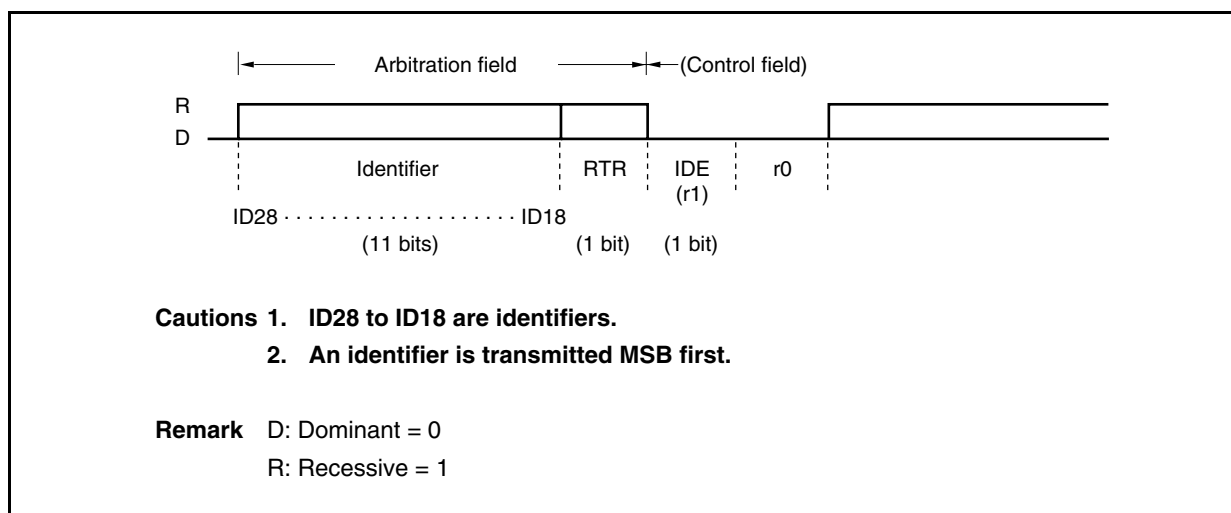 Arbitration field (Control field)
R
D
Identifier RTR IDE r0
(r1)
ID28 · · · · · · · · · · · · · · · · · · · · ID18
(11 bits) (1 bit) (1 bit)
Cautions 1. ID28 to ID18 are identifiers.
2. An identifier is transmitted MSB first.
Remark D: Dominant = 0
R: Recessive = 1